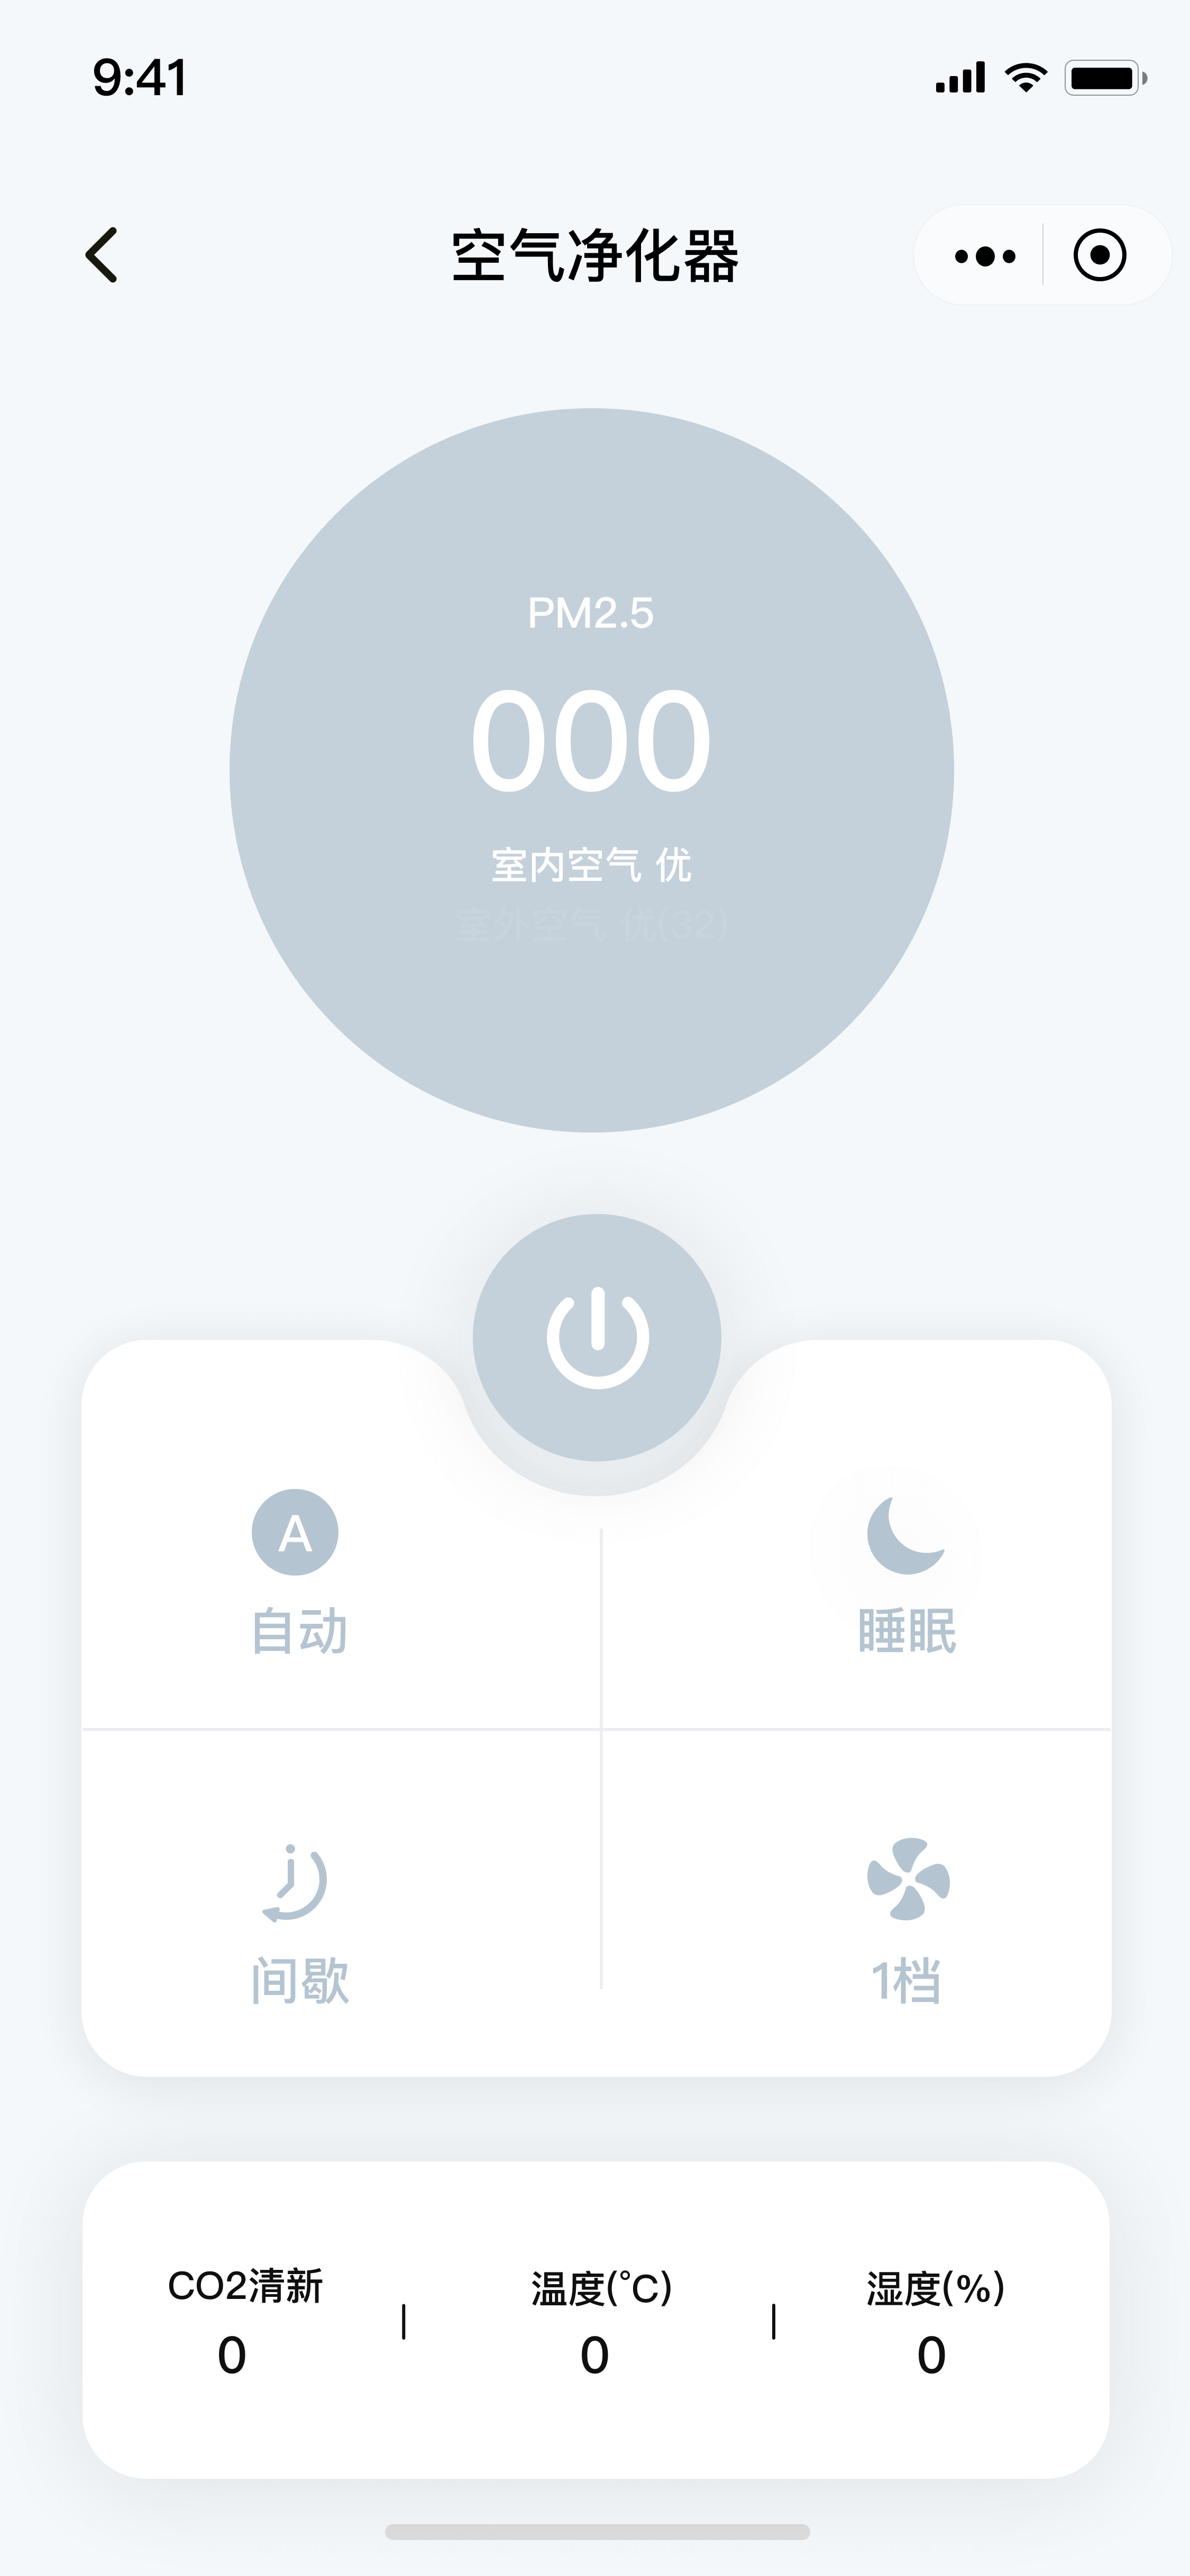 9:41
空气净化器
PM2.5
000
室内空气 优
室外空气 优(32)
A
自动
睡眠
间歇
1档
CO2清新
温度(°C)
湿度(%)
0
0
0